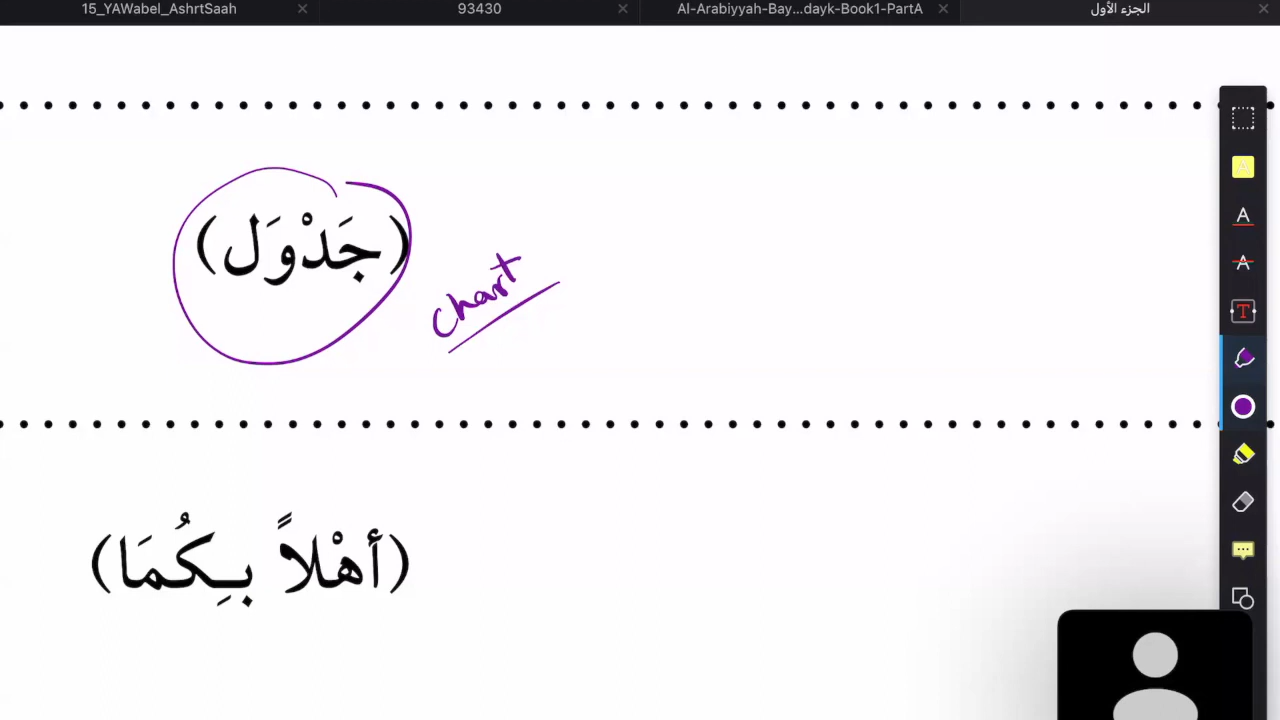 15_YAWabel_AshrtSaah
93430
Al-Arabiyyah-Bay...dayk-Book1-PartA
الجزء الأول
(جَدْوَل)
chart
(أهْلاً بِكُمَا)